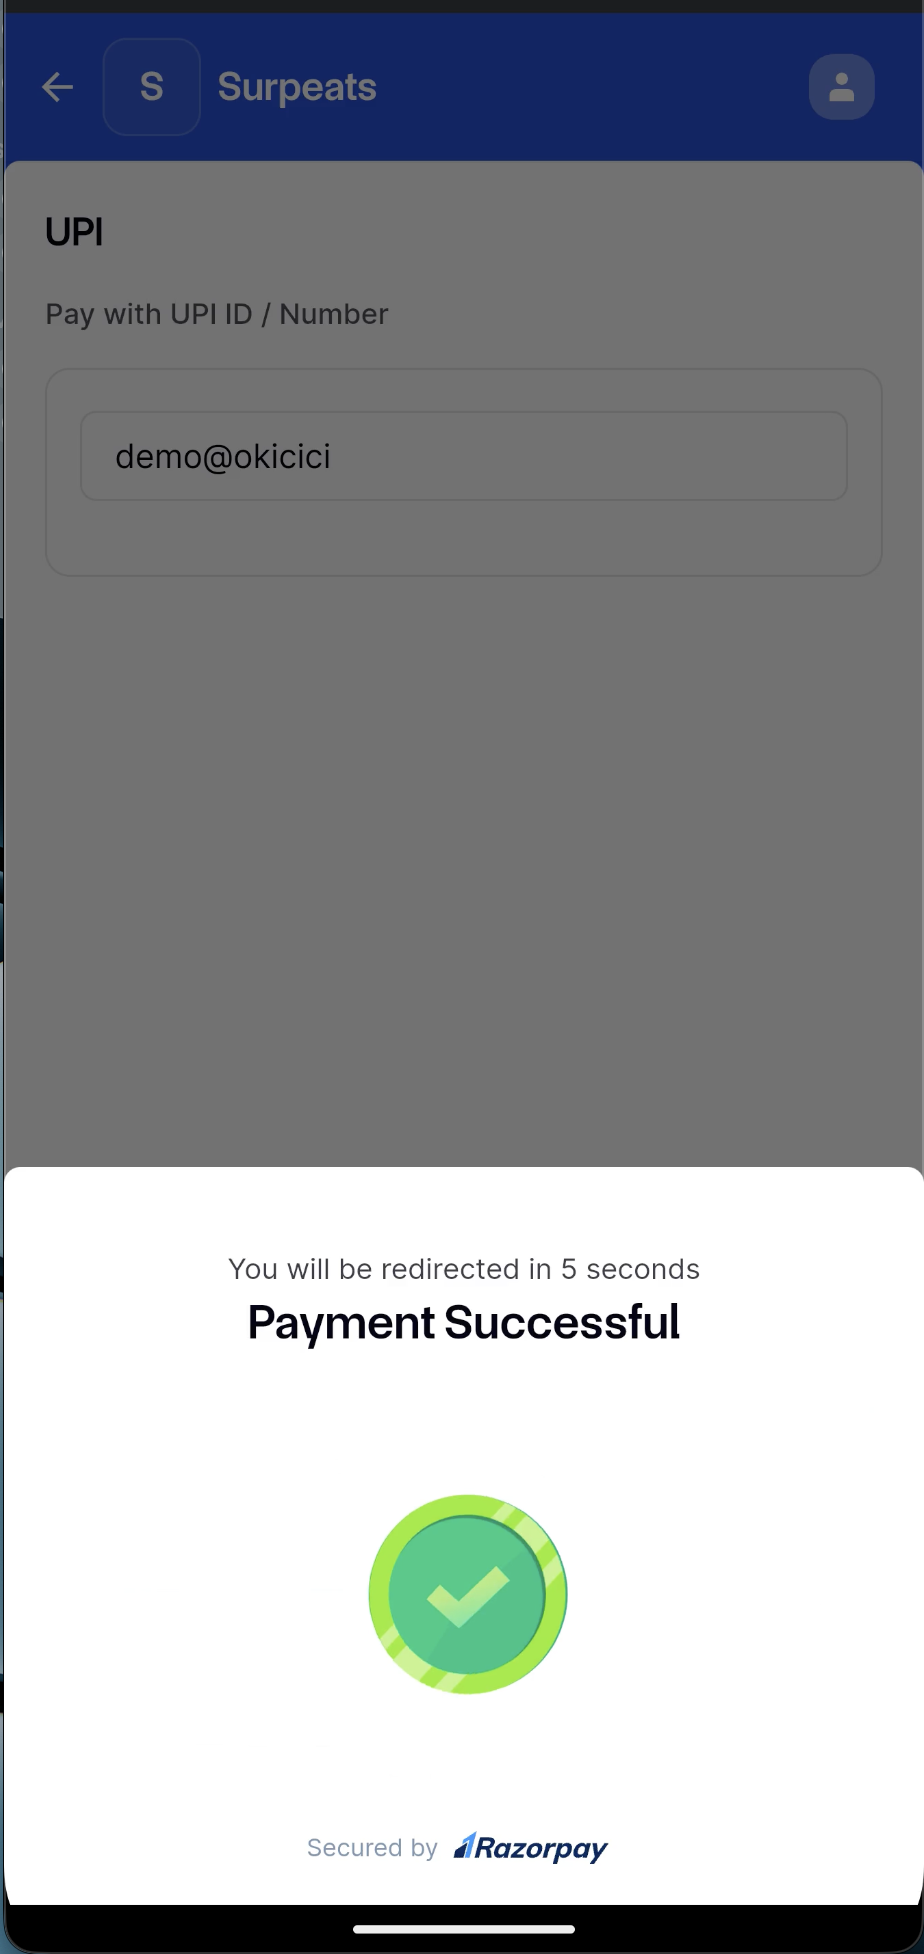 S Surpeats
UPI
Pay with UPI ID / Number
demo@okicici
You will be redirected in 5 seconds
Payment Successful
Secured by Razorpay